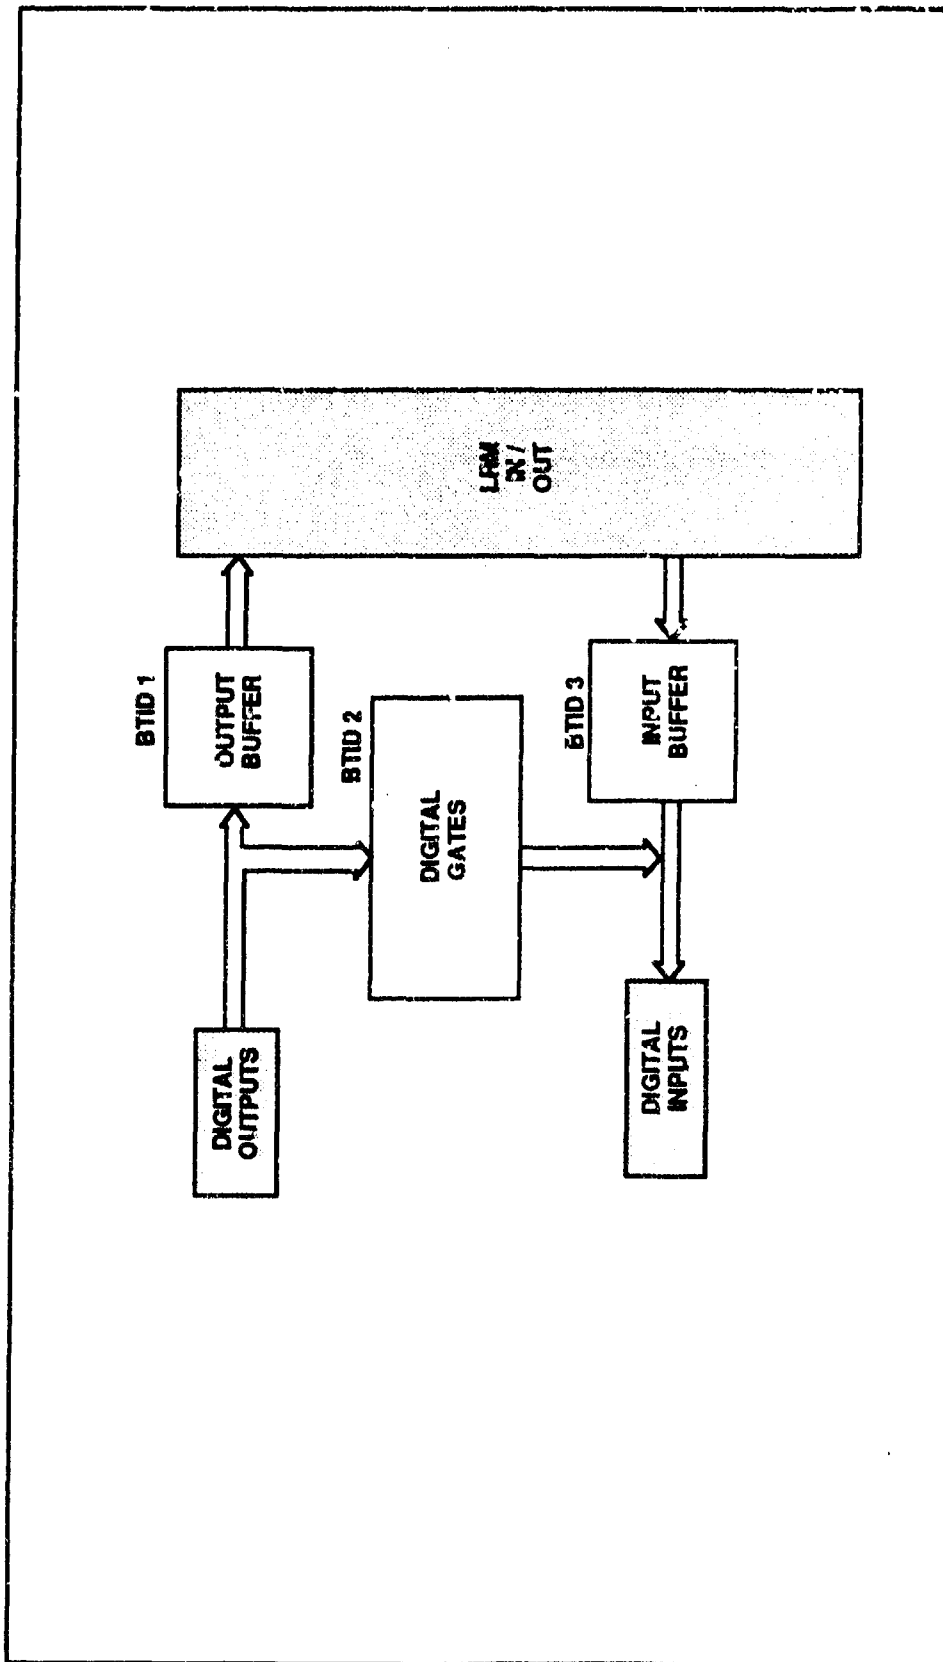 BTID 1
OUTPUT
BUFFER
DIGITAL
OUTPUTS
BTID 2
DIGITAL
GATES
LRM
IN /
OUT
BTID 3
INPUT
BUFFER
DIGITAL
INPUTS